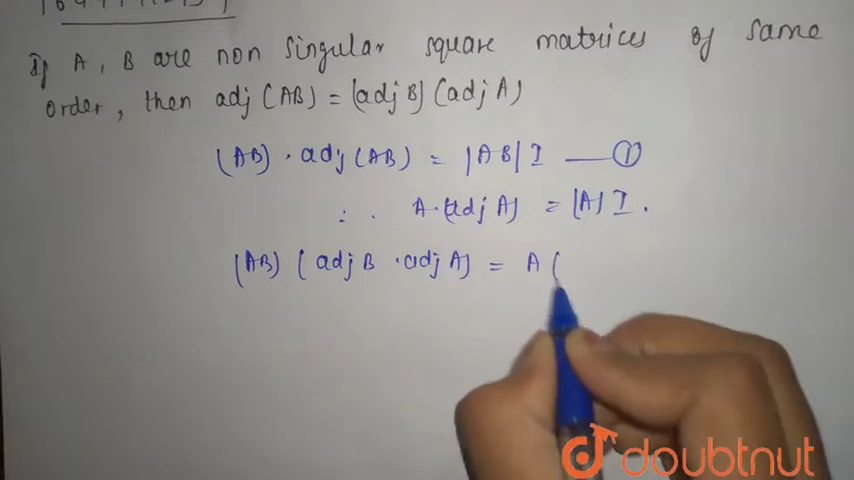 If A, B are non singular square matrices of same
order, then adj (AB) = (adj B) (adj A)
(AB) · adj (AB) = |AB| I —— ①
∴ A·(adj A) = |A| I.
(AB) ( adj B · adj A) = A (
doubtnut